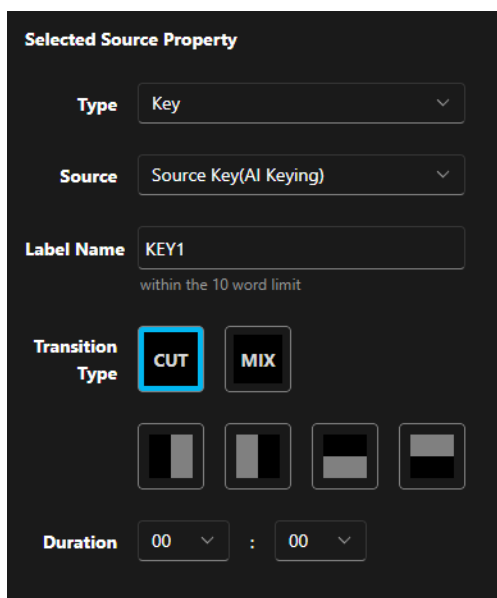 Selected Source Property
Type Key
Source Source Key(AI Keying)
Label Name KEY1
within the 10 word limit
Transition
Type
CUT MIX
Duration 00 : 00